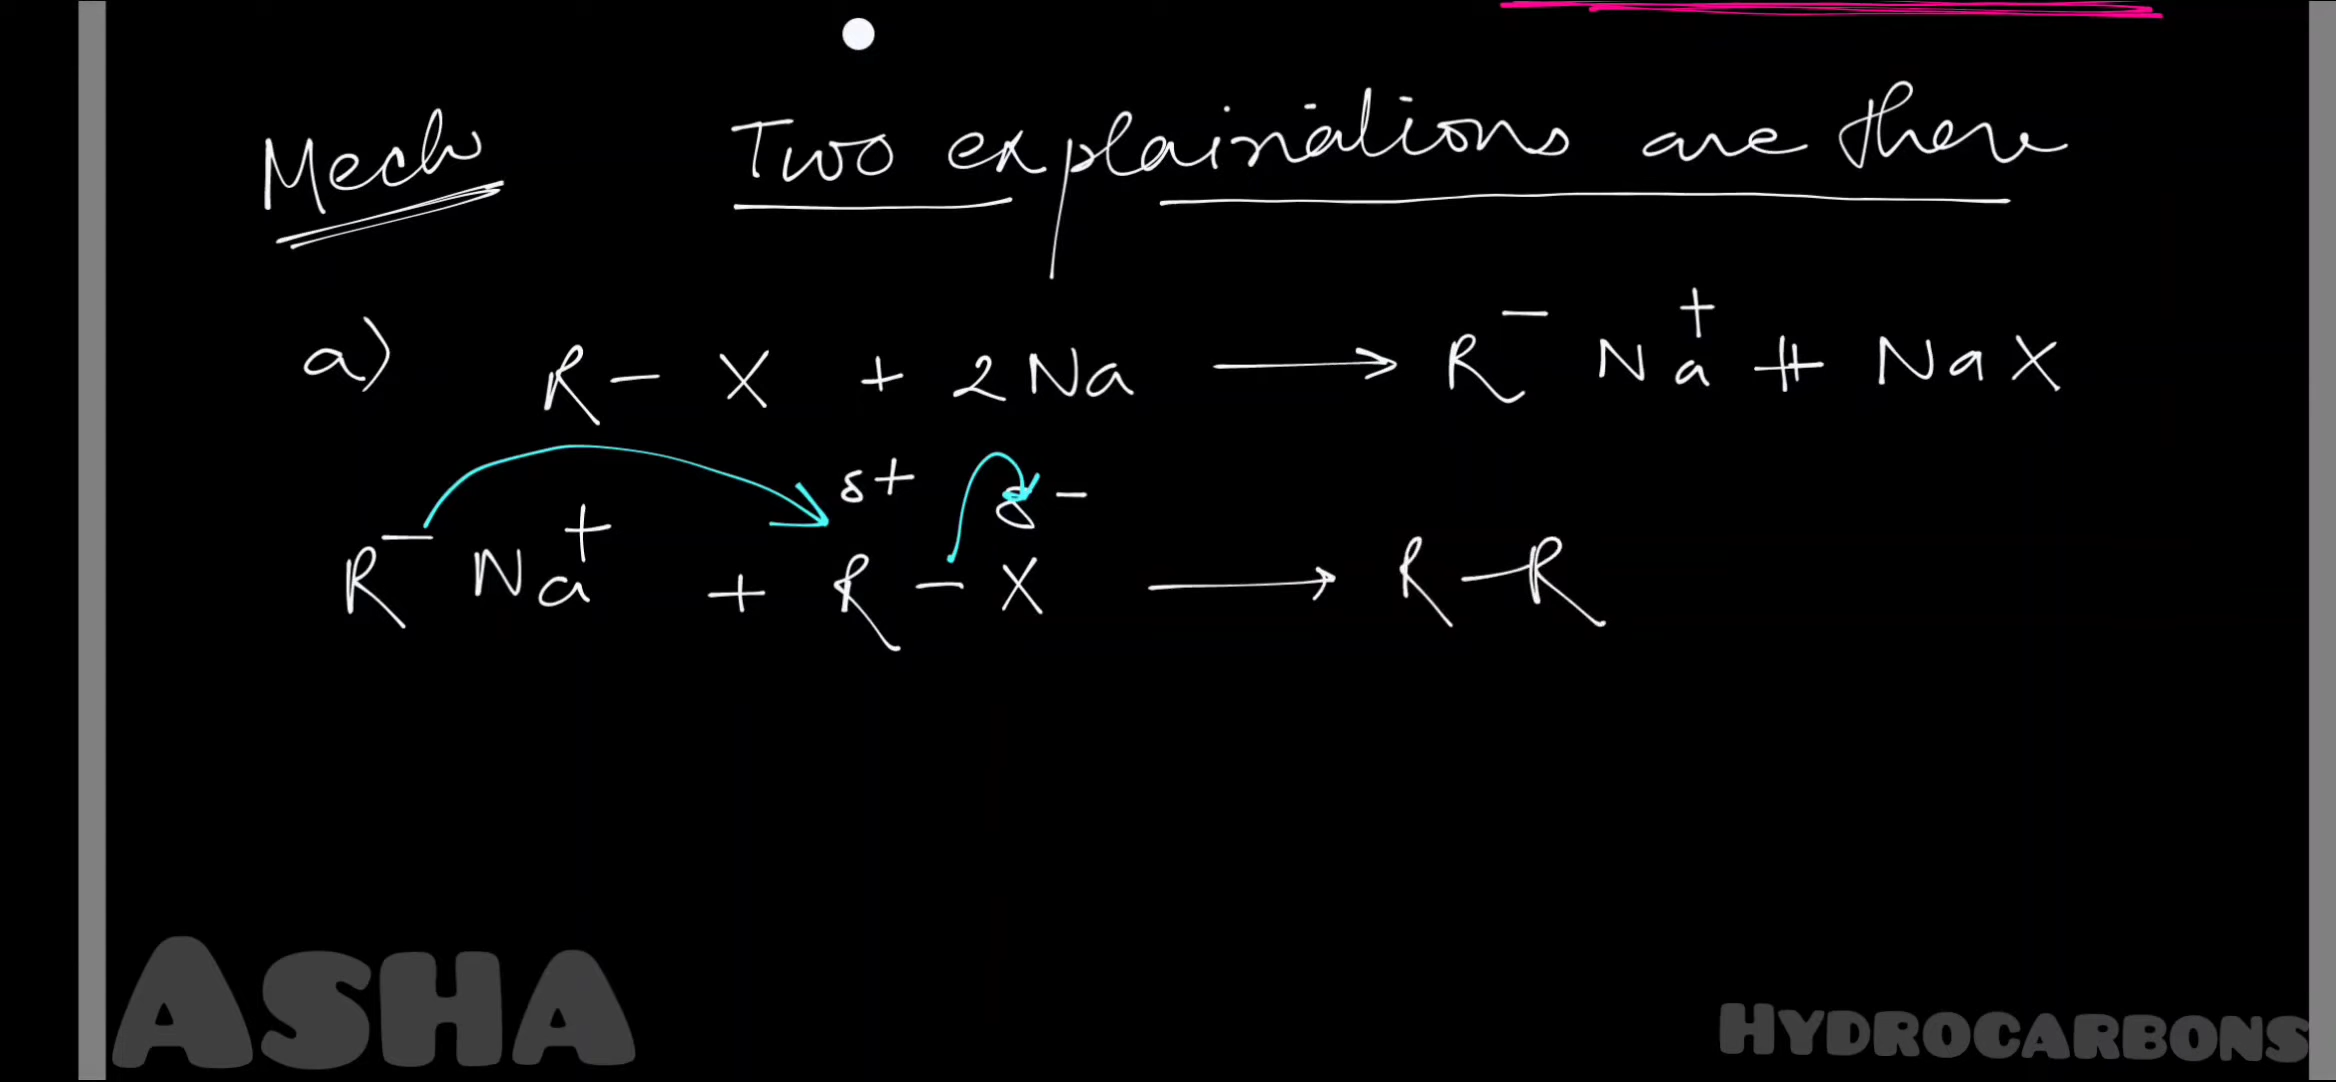 Mech Two explainations are there
a) R - X + 2Na ⟶ R⁻ Na⁺ + NaX
δ+ δ-
R⁻ Na⁺ + R - X ⟶ R-R
ASHA HYDROCARBONS